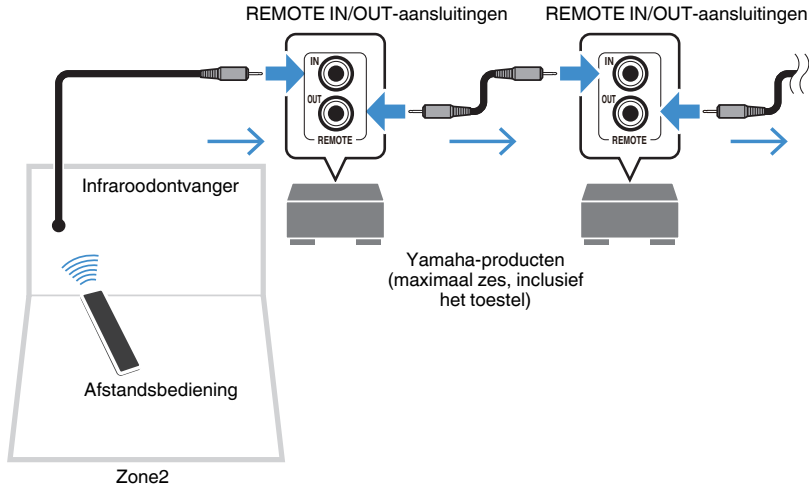 REMOTE IN/OUT-aansluitingen
REMOTE IN/OUT-aansluitingen
IN
OUT
REMOTE
IN
OUT
REMOTE
Infraroodontvanger
Yamaha-producten
(maximaal zes, inclusief
het toestel)
Afstandsbediening
Zone2